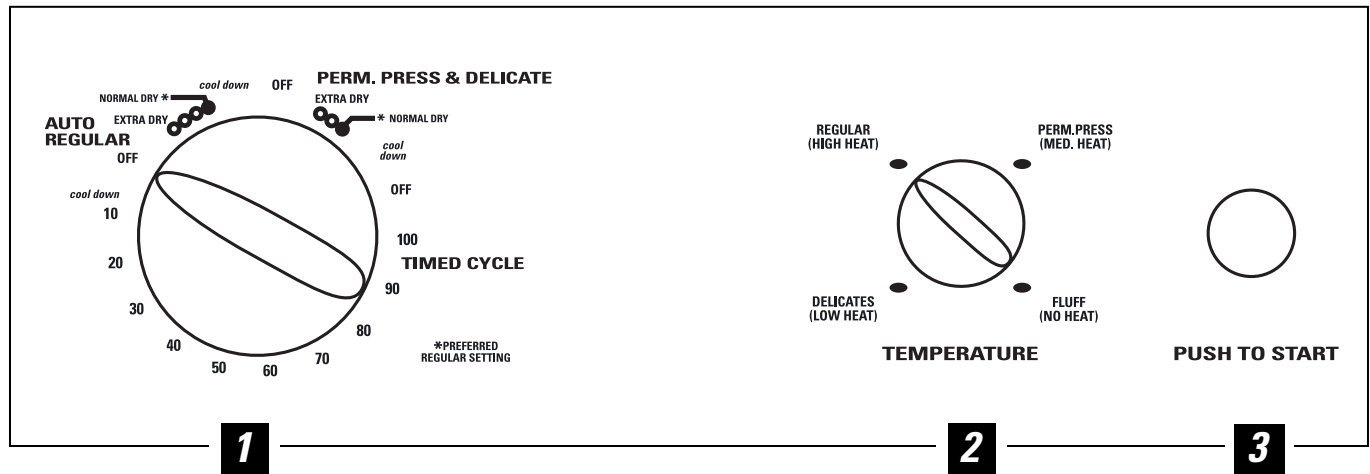 cool down
OFF
PERM. PRESS & DELICATE
NORMAL DRY *
EXTRA DRY
EXTRA DRY
* NORMAL DRY
AUTO
REGULAR
OFF
cool
down
cool down
OFF
10
100
20
TIMED CYCLE
90
30
80
40
70
50
60
*PREFERRED
REGULAR SETTING
REGULAR
(HIGH HEAT)
PERM.PRESS
(MED. HEAT)
DELICATES
(LOW HEAT)
FLUFF
(NO HEAT)
TEMPERATURE
PUSH TO START
1
2
3